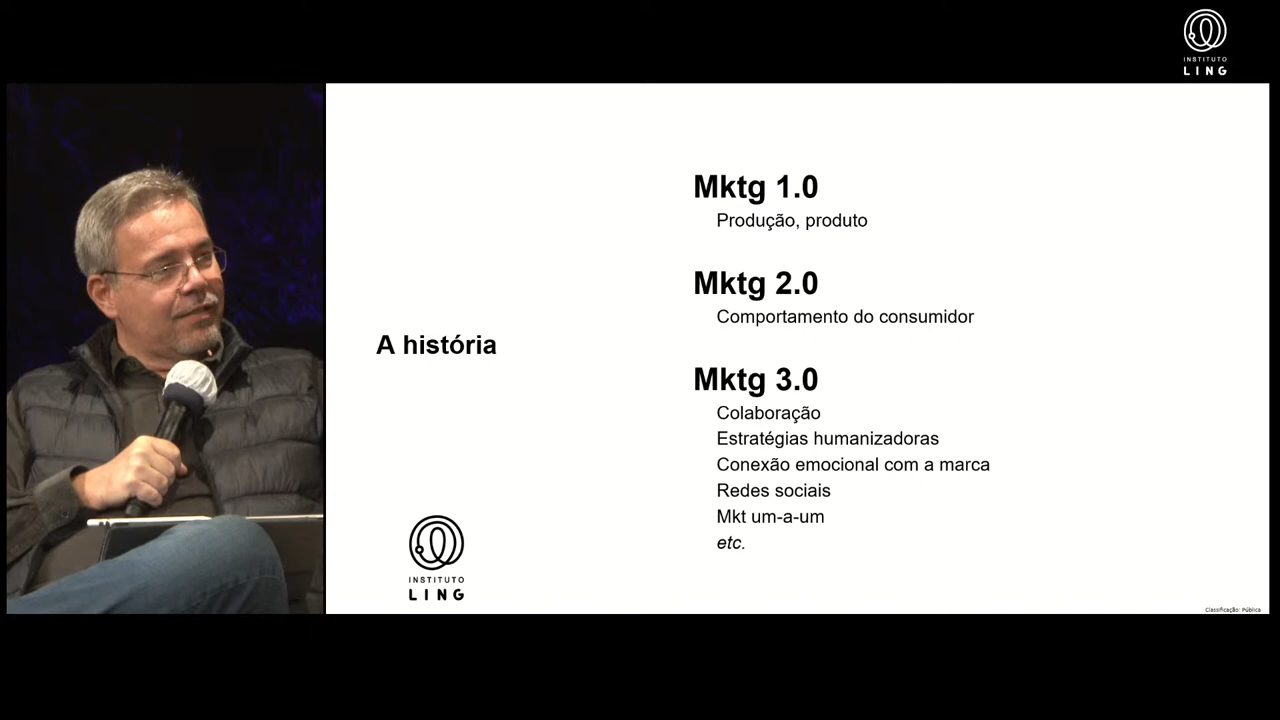 INSTITUTO
LING
A história
Mktg 1.0
Produção, produto
Mktg 2.0
Comportamento do consumidor
Mktg 3.0
Colaboração
Estratégias humanizadoras
Conexão emocional com a marca
Redes sociais
Mkt um-a-um
etc.
INSTITUTO
LING
Classificação: Pública